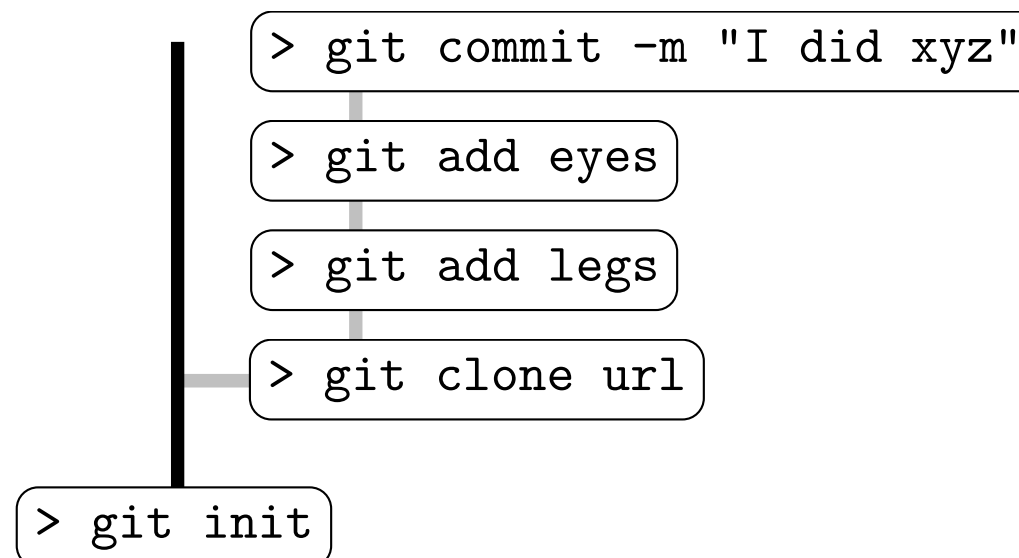 > git commit -m "I did xyz"
> git add eyes
> git add legs
> git clone url
> git init